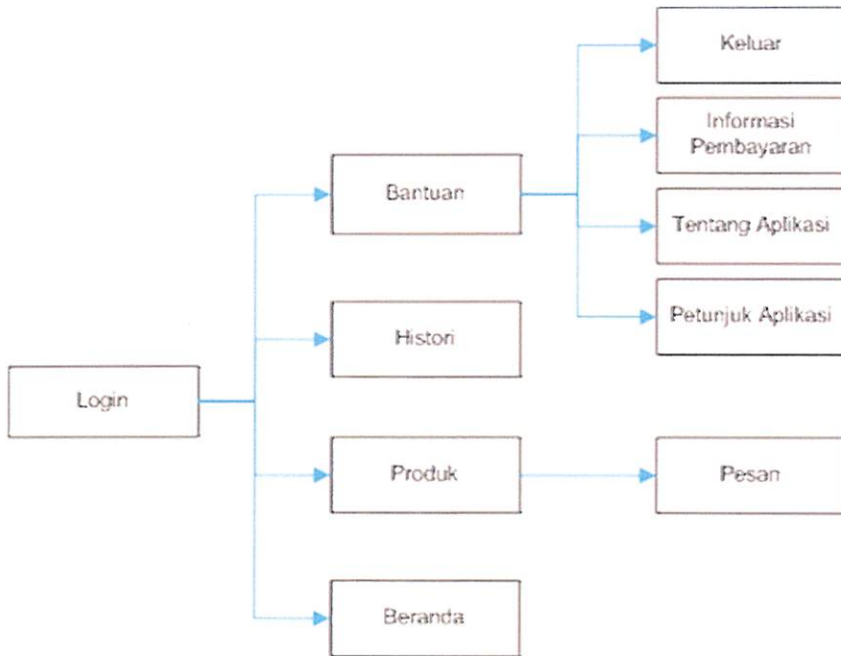 Keluar
Informasi
Pembayaran
Bantuan
Tentang Aplikasi
Petunjuk Aplikasi
Histori
Login
Produk
Pesan
Beranda